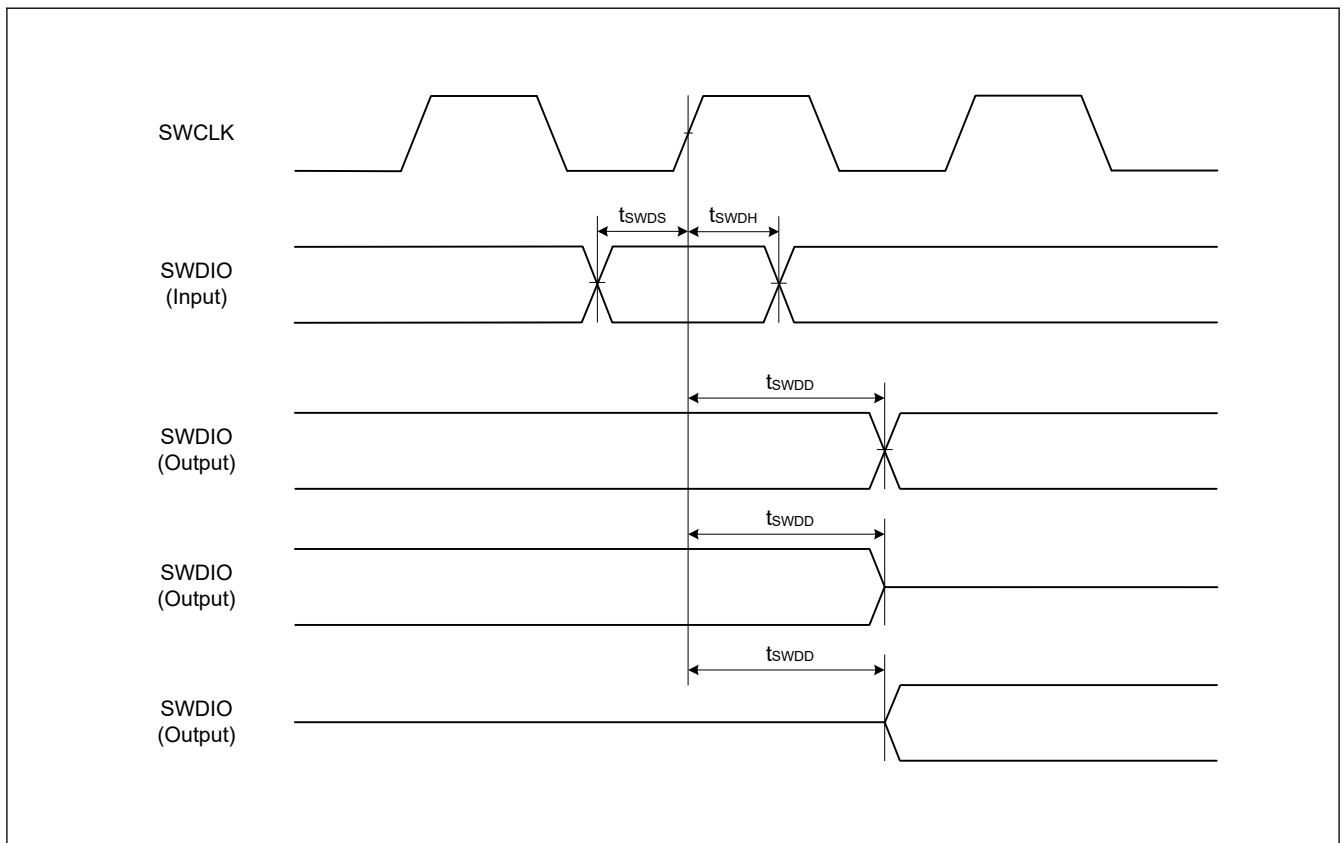 SWCLK
tSWDS
tSWDH
SWDIO
(Input)
tSWDD
SWDIO
(Output)
tSWDD
SWDIO
(Output)
tSWDD
SWDIO
(Output)